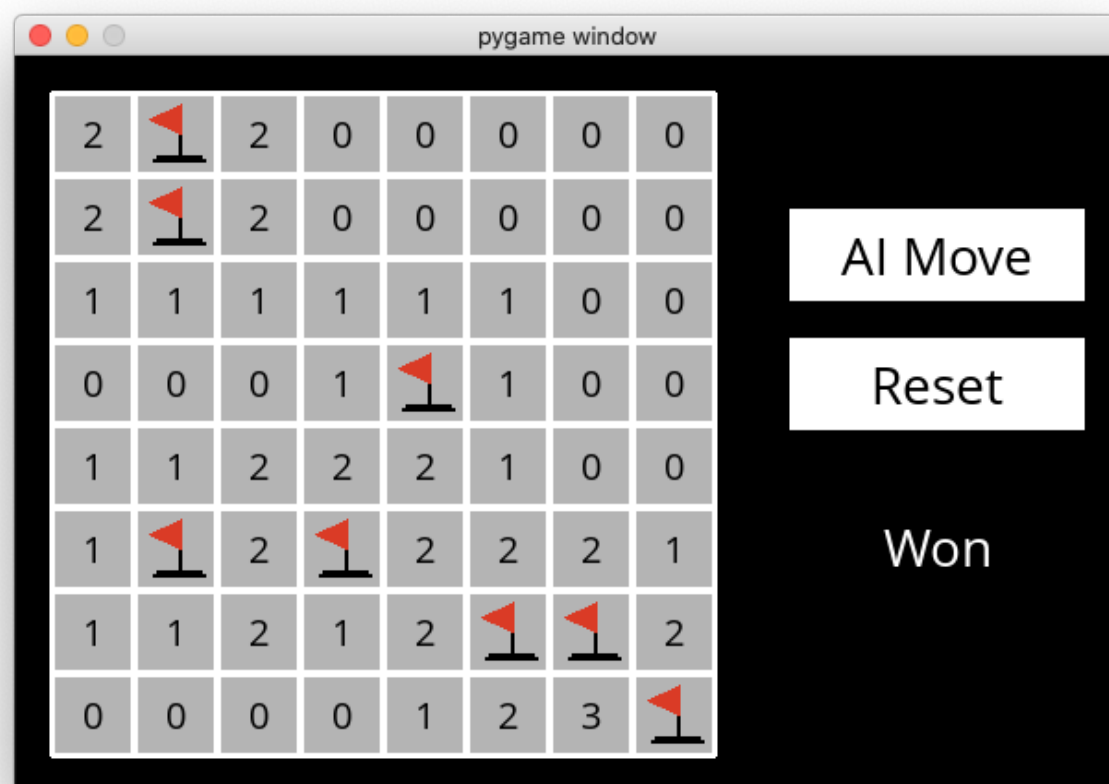 pygame window
2 2 0 0 0 0 0
2 2 0 0 0 0 0
1 1 1 1 1 1 0 0
0 0 0 1 1 0 0
1 1 2 2 2 1 0 0
1 2 2 2 2 1
1 1 2 1 2 2
0 0 0 0 1 2 3
AI Move
Reset
Won